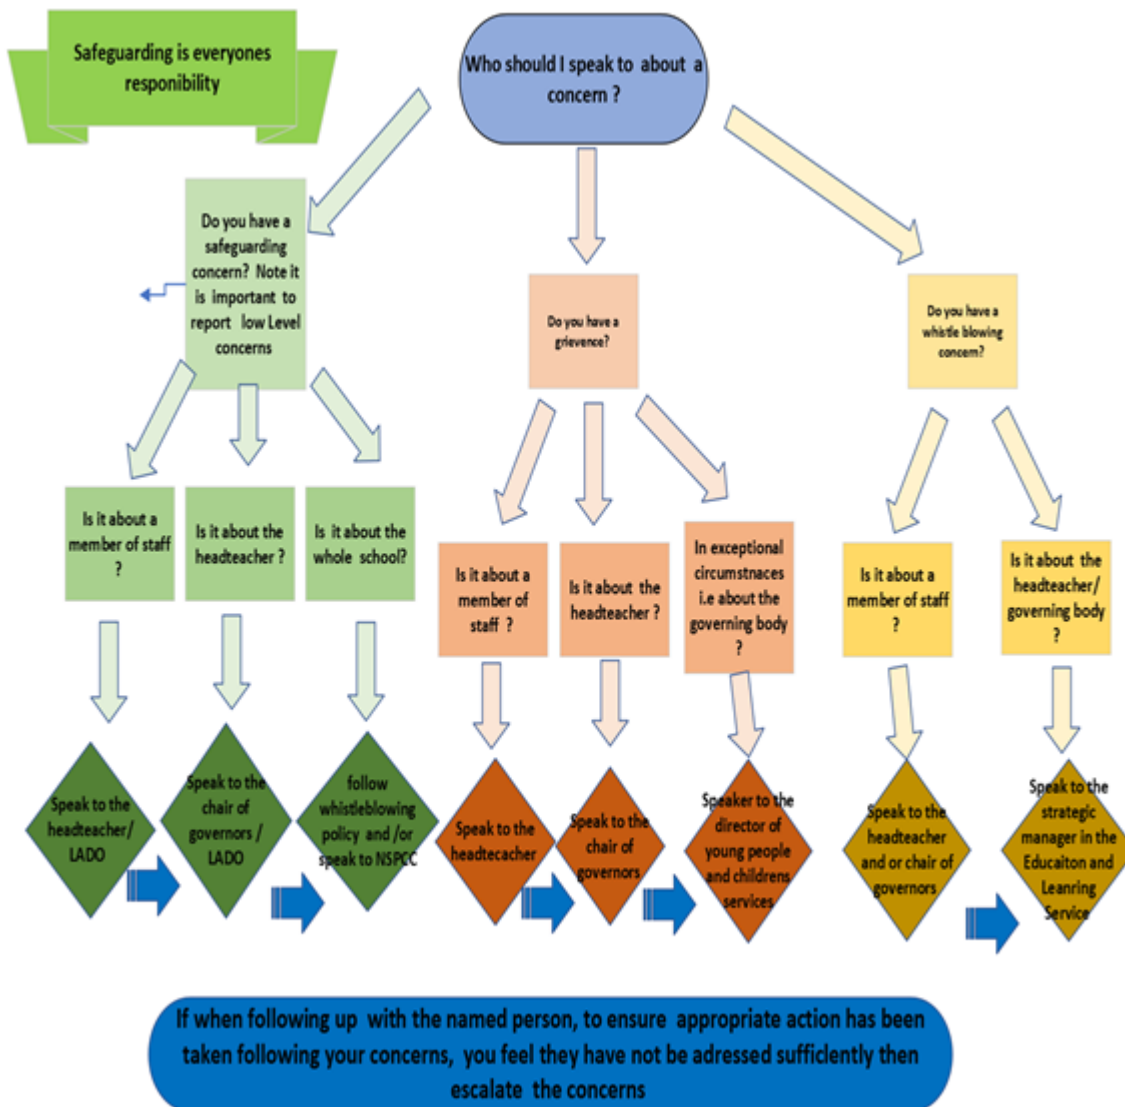 Safeguarding is everyones
responibility
Who should I speak to about a
concern ?
Do you have a
safeguarding
concern? Note it
is important to
report low Level
concerns
Do you have a
grievence?
Do you have a
whistle blowing
concern?
Is it about a
member of staff
?
Is it about the
headteacher ?
Is it about the
whole school?
Is it about a
member of
staff ?
Is it about the
headteacher ?
In exceptional
circumstnaces
i.e about the
governing body
?
Is it about a
member of staff
?
Is it about the
headteacher/
governing body
?
Speak to the
headteacher/
LADO
Speak to the
chair of
governors /
LADO
follow
whistleblowing
policy and /or
speak to NSPCC
Speak to the
headtecacher
Speak to the
chair of
governors
Speaker to the
director of
young people
and childrens
services
Speak to the
headteacher
and or chair of
governors
Speak to the
strategic
manager in the
Educaiton and
Leanring
Service
If when following up with the named person, to ensure appropriate action has been
taken following your concerns, you feel they have not be adressed sufficlently then
escalate the concerns